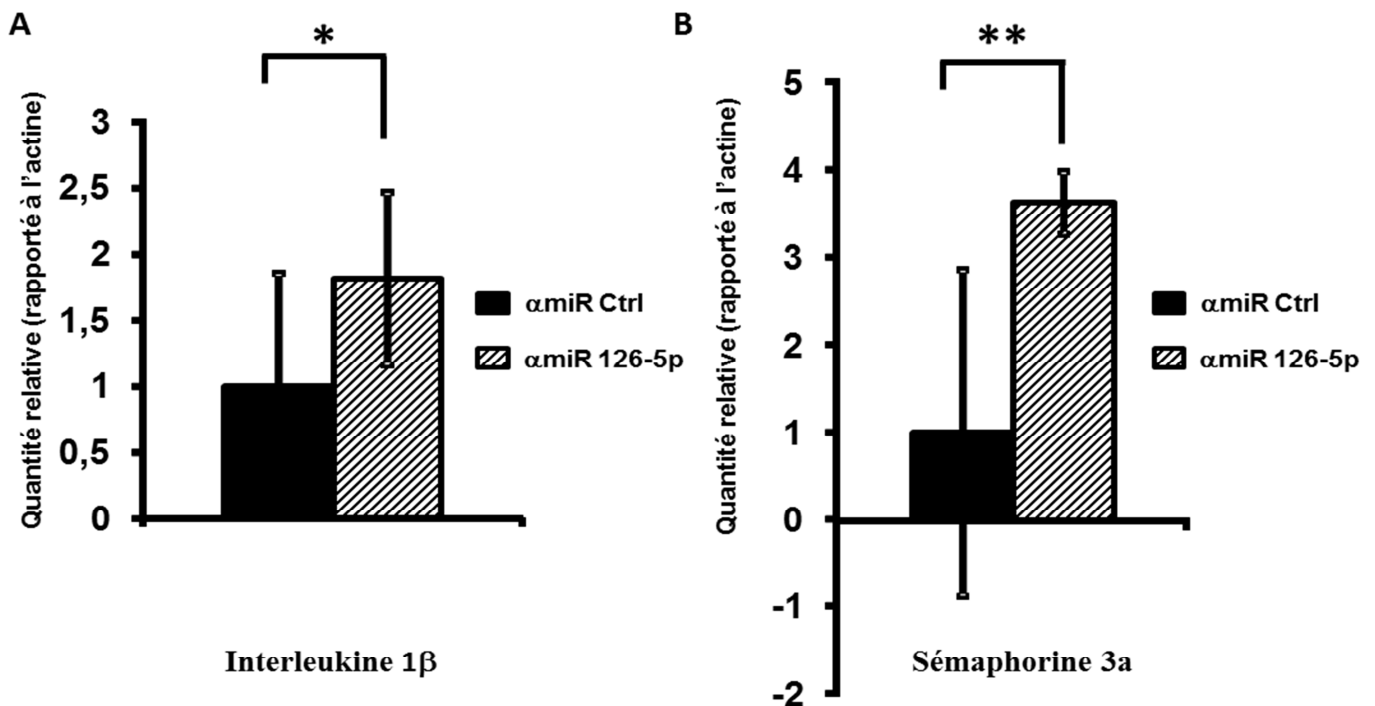 A
*
Quantité relative (rapporté à l'actine)
3
2,5
2
1,5
1
0,5
0
αmiR Ctrl
αmiR 126-5p
Interleukine 1β
B
**
Quantité relative (rapporté à l'actine)
5
4
3
2
1
0
-1
-2
αmiR Ctrl
αmiR 126-5p
Sémaphorine 3a